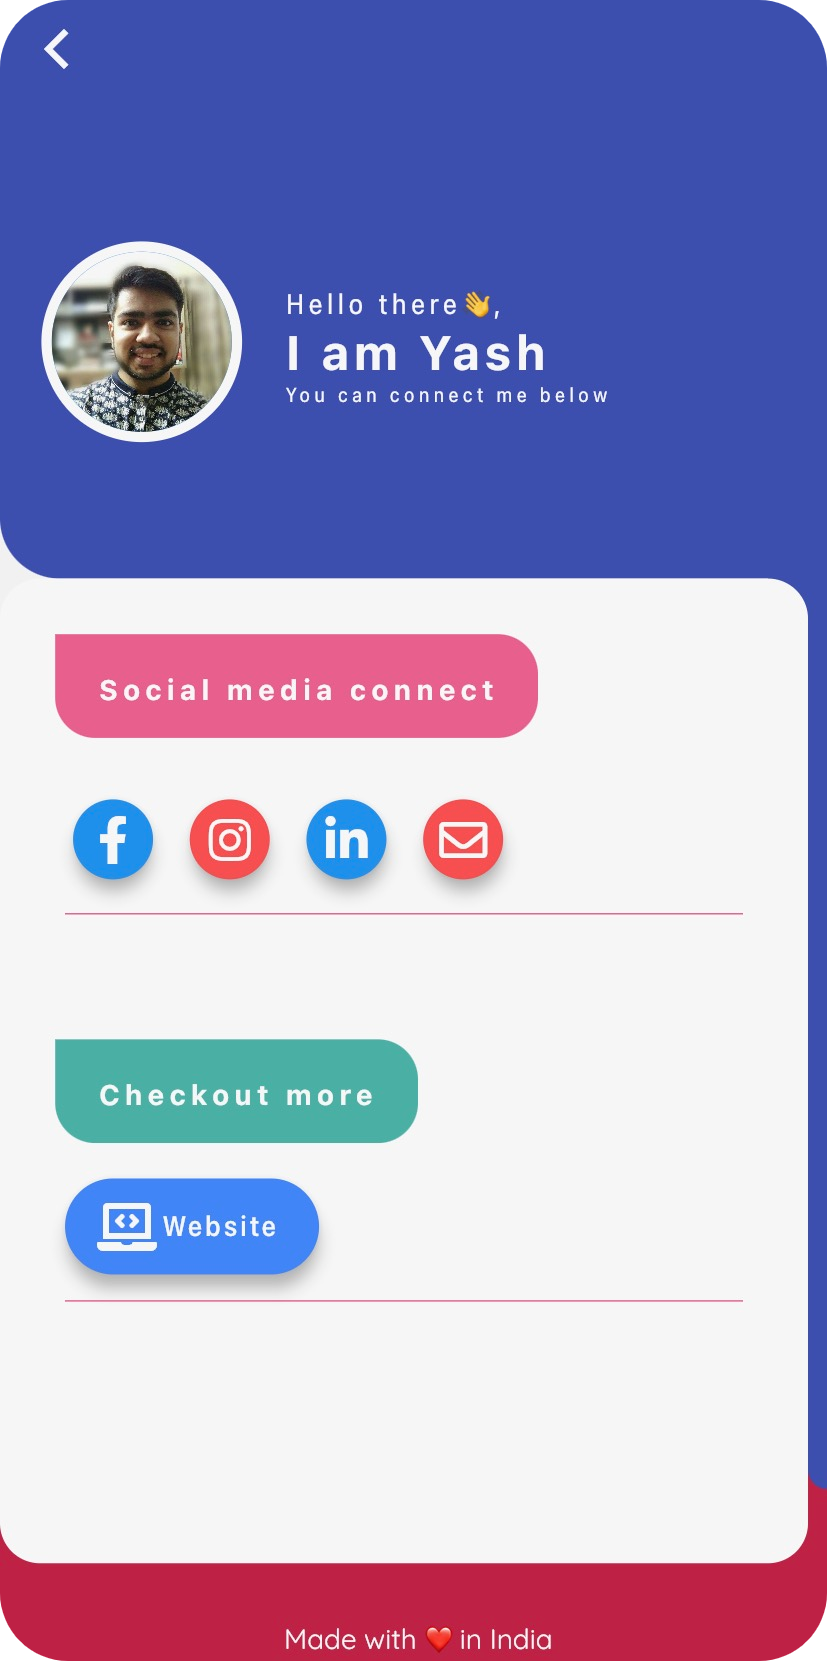 Hello there👋,
I am Yash
You can connect me below
Social media connect
Checkout more
Website
Made with ❤️ in India